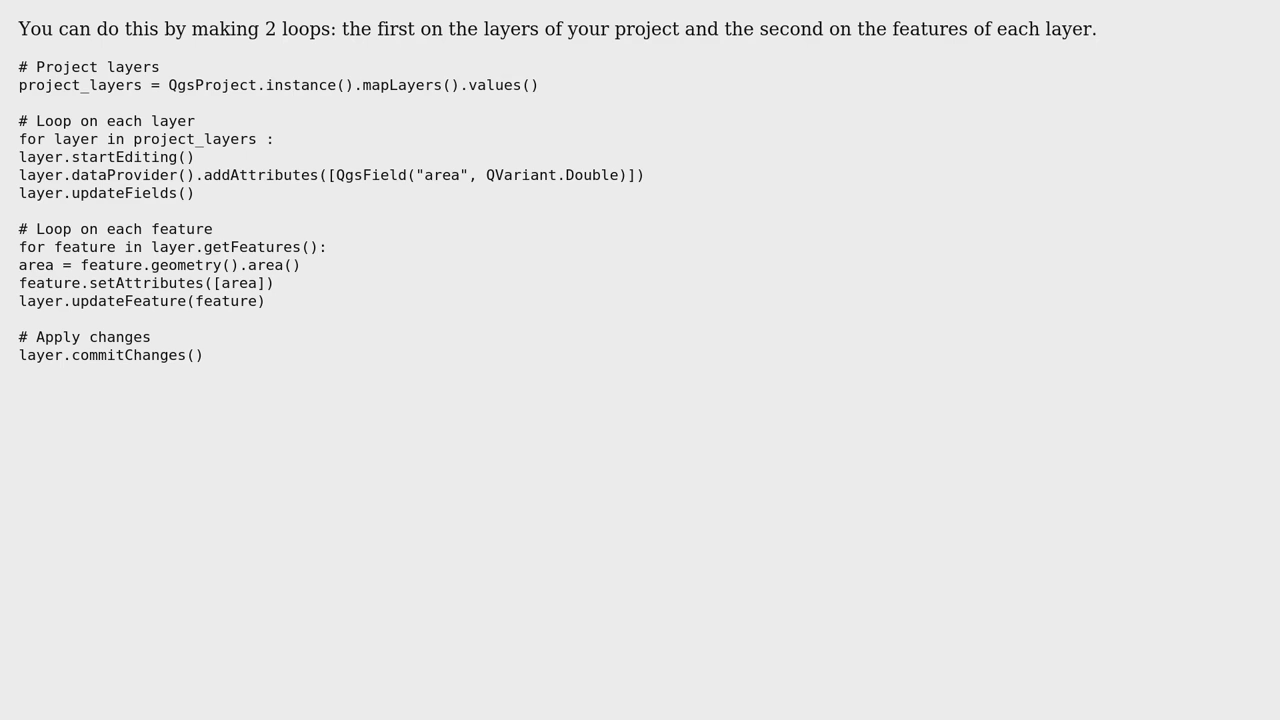 You can do this by making 2 loops: the first on the layers of your project and the second on the features of each layer.
# Project layers
project_layers = QgsProject.instance().mapLayers().values()
# Loop on each layer
for layer in project_layers :
layer.startEditing()
layer.dataProvider().addAttributes([QgsField("area", QVariant.Double)])
layer.updateFields()
# Loop on each feature
for feature in layer.getFeatures():
area = feature.geometry().area()
feature.setAttributes([area])
layer.updateFeature(feature)
# Apply changes
layer.commitChanges()